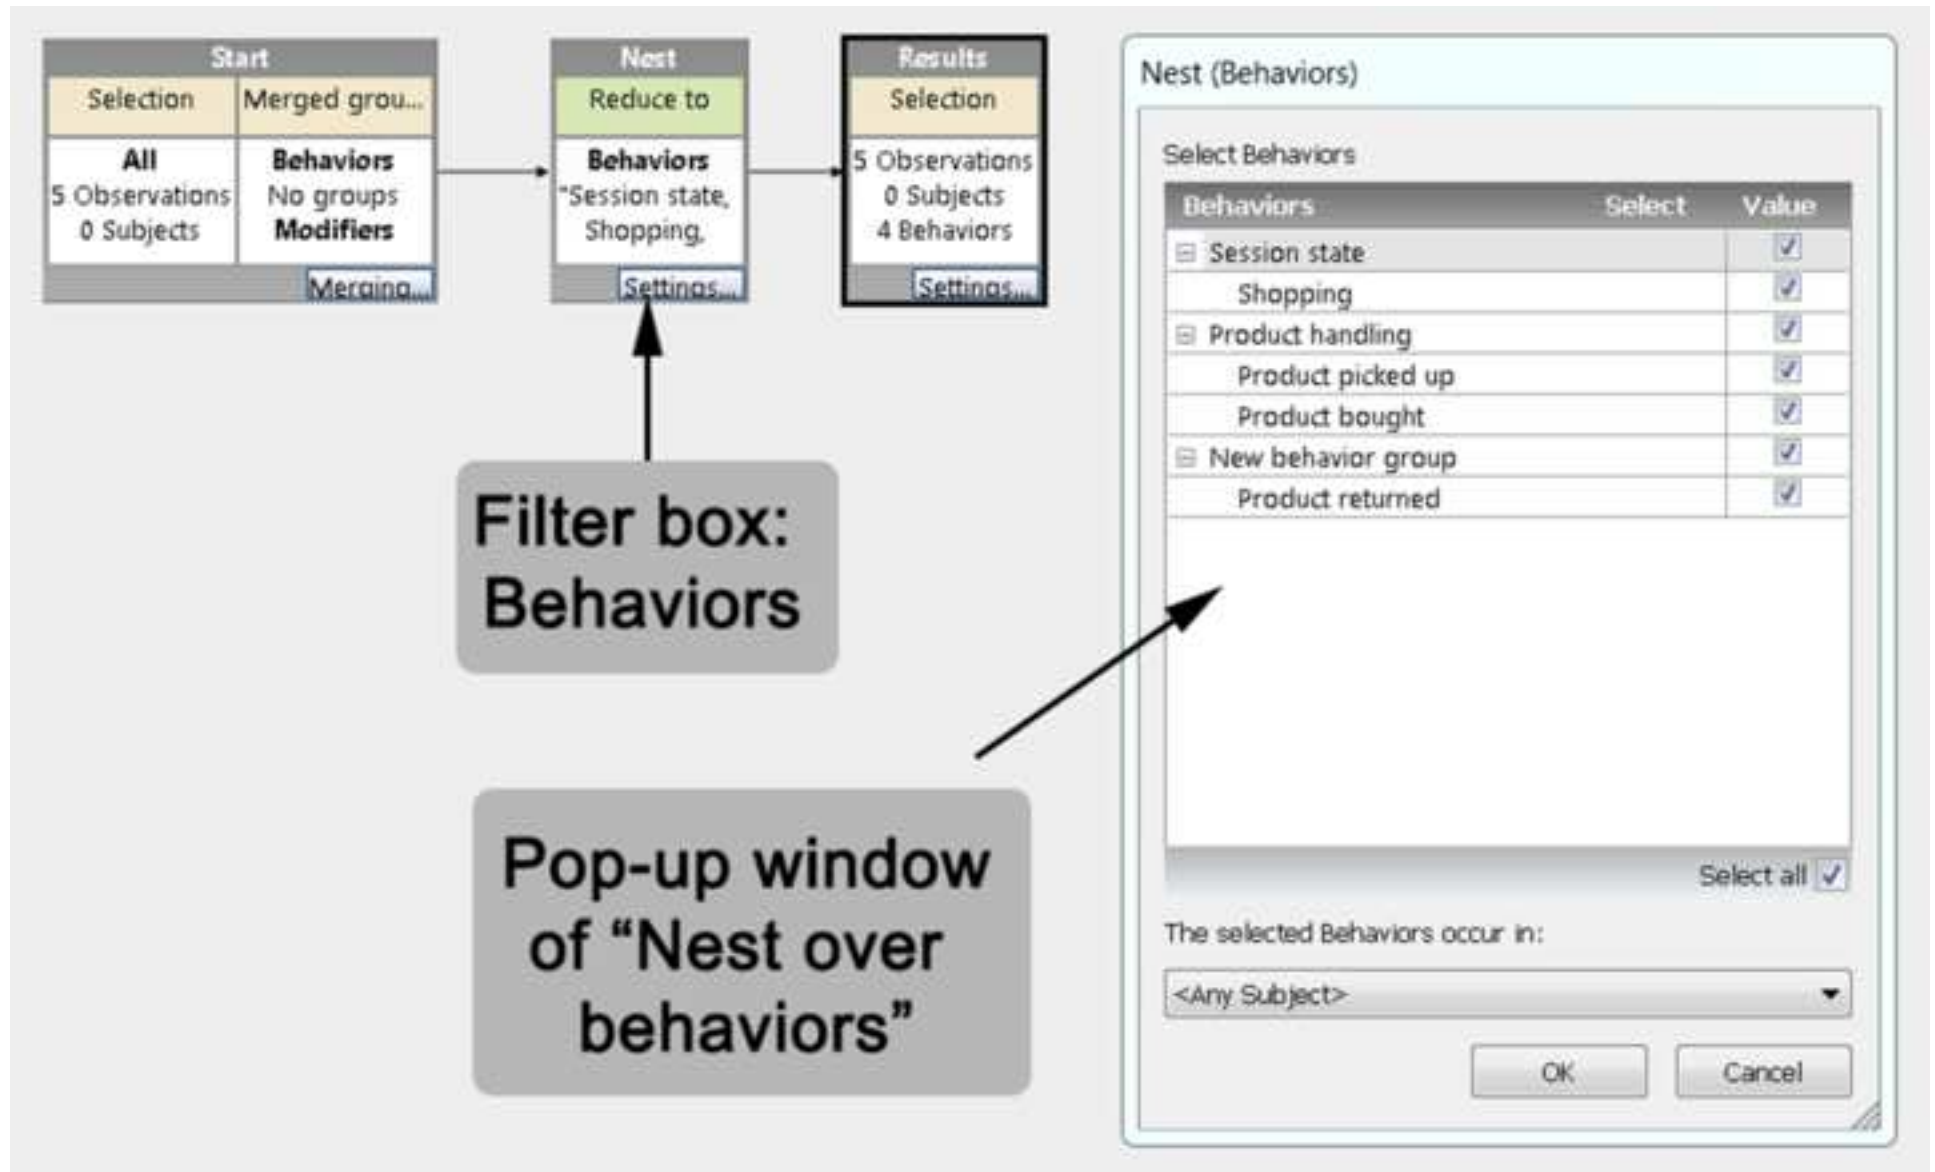 Start
Selection
Merged grou...
All
5 Observations
0 Subjects
Behaviors
No groups
Modifiers
Merging...
Nest
Reduce to
Behaviors
"Session state,
Shopping,
Settings...
Results
Selection
5 Observations
0 Subjects
4 Behaviors
Settings...
Filter box:
Behaviors
Pop-up window
of “Nest over
behaviors”
Nest (Behaviors)
Select Behaviors
Behaviors Select Value
Session state
Shopping
Product handling
Product picked up
Product bought
New behavior group
Product returned
Select all
The selected Behaviors occur in:
<Any Subject>
OK Cancel